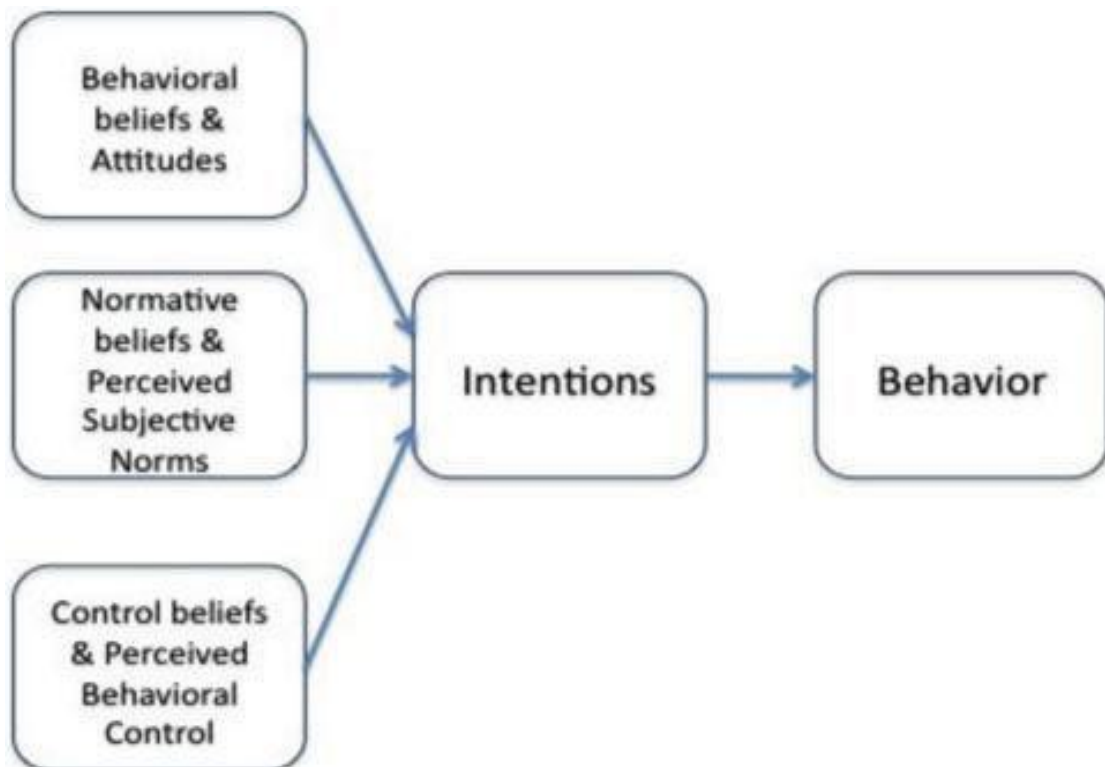 Behavioral
beliefs &
Attitudes
Normative
beliefs &
Perceived
Subjective
Norms
Intentions
Behavior
Control beliefs
& Perceived
Behavioral
Control